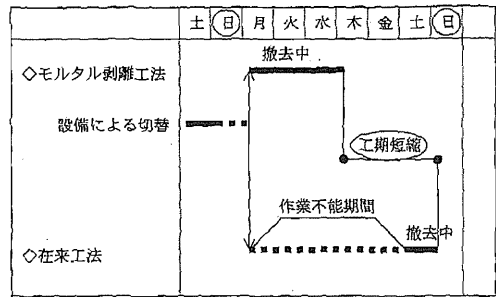 土 日 月 火 水 木 金 土 日
撤去中
◇モルタル剥離工法
設備による切替
工期短縮
作業不能期間
撤去中
◇在来工法